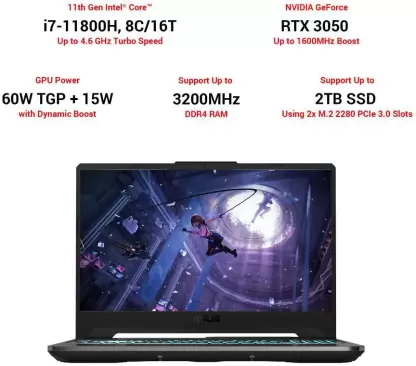 11th Gen Intel® Core™
i7-11800H, 8C/16T
Up to 4.6 GHz Turbo Speed
NVIDIA GeForce
RTX 3050
Up to 1600MHz Boost
GPU Power
60W TGP + 15W
with Dynamic Boost
Support Up to
3200MHz
DDR4 RAM
Support Up to
2TB SSD
Using 2x M.2 2280 PCIe 3.0 Slots
ASUS